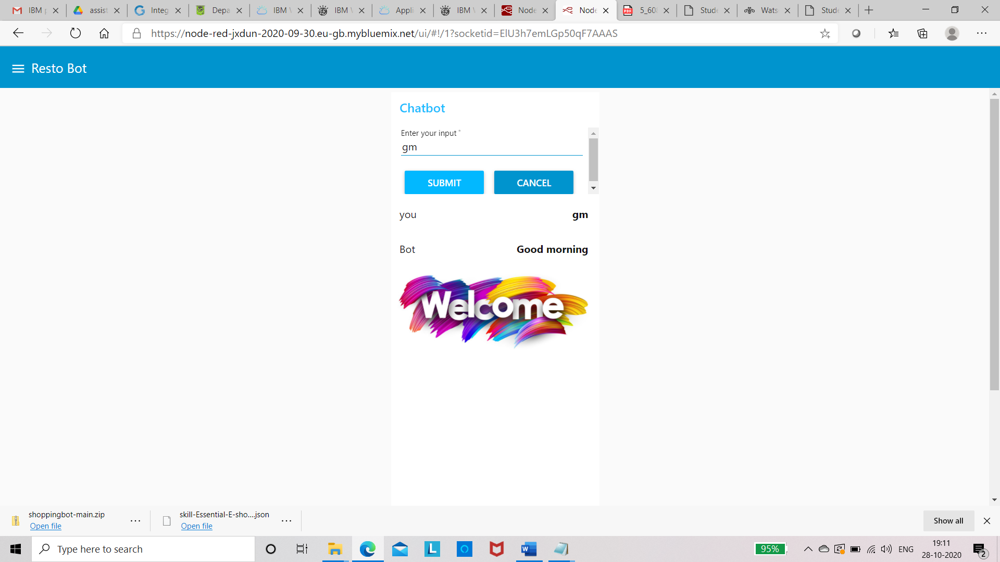 IBM p
assist
Integ
Depa
IBM
IBM
Appli
IBM
Node
Node
5_608
Stude
Wats
Stude
https://node-red-jxdun-2020-09-30.eu-gb.mybluemix.net/ui/#!/1?socketid=ElU3h7emLGp50qF7AAAS
Resto Bot
Chatbot
Enter your input *
gm
SUBMIT CANCEL
you gm
Bot Good morning
Welcome
shoppingbot-main.zip
Open file
skill-Essential-E-sho....json
Open file
Show all
Type here to search
95%
ENG
19:11
28-10-2020
2